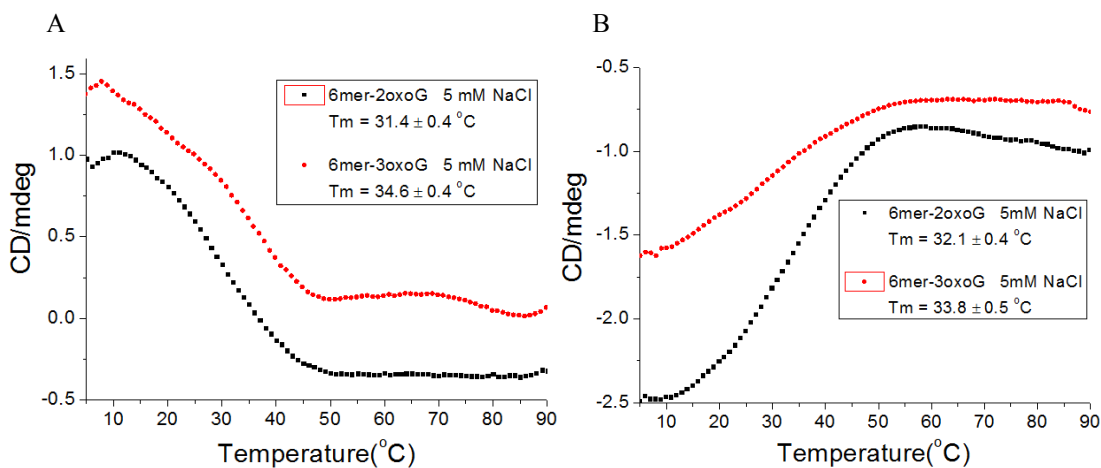 A
1.5
1.0
0.5
0.0
-0.5
CD/mdeg
10 20 30 40 50 60 70 80 90
Temperature(°C)
6mer-2oxoG 5 mM NaCl
Tm = 31.4 ± 0.4 °C
6mer-3oxoG 5 mM NaCl
Tm = 34.6 ± 0.4 °C
B
-0.5
-1.0
-1.5
-2.0
-2.5
CD/mdeg
10 20 30 40 50 60 70 80 90
Temperature(°C)
6mer-2oxoG 5mM NaCl
Tm = 32.1 ± 0.4 °C
6mer-3oxoG 5mM NaCl
Tm = 33.8 ± 0.5 °C